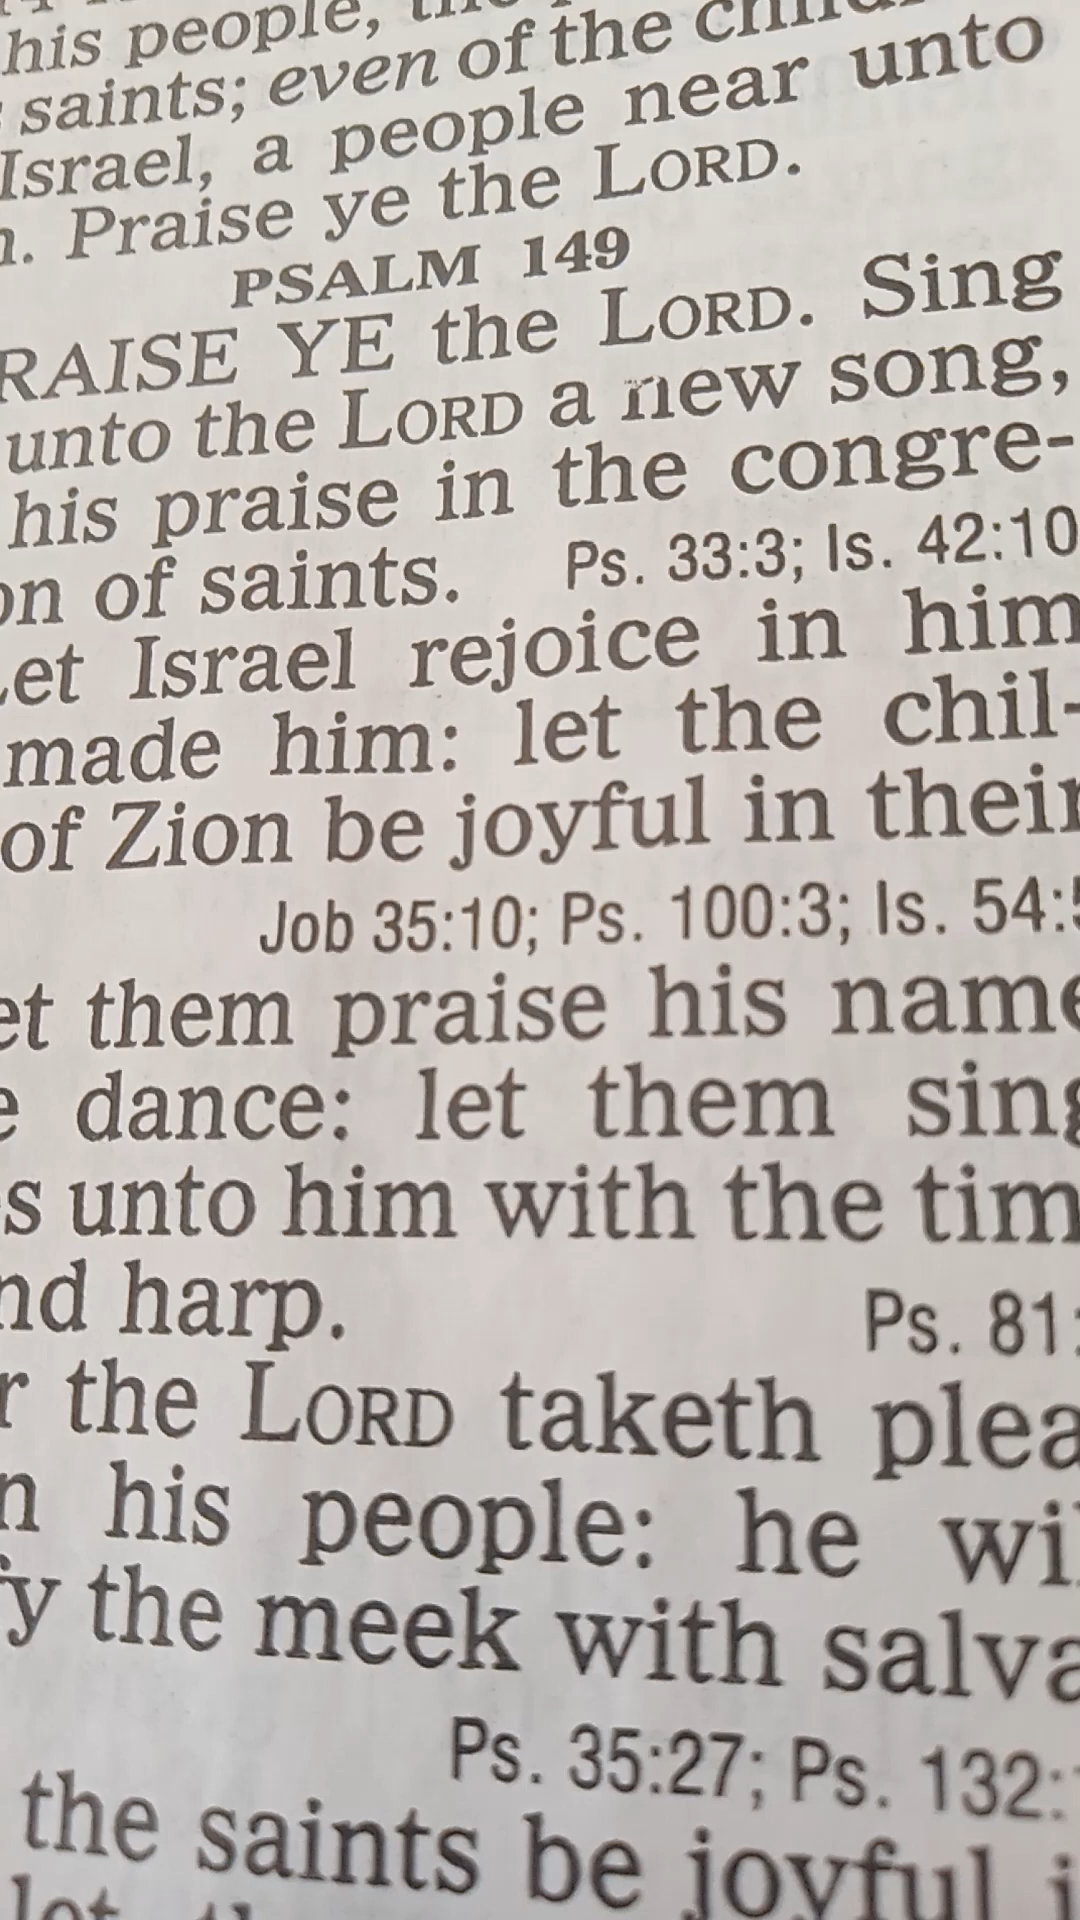 his people, the
saints; even of the
Israel, a people near unto
. Praise ye the LORD.
PSALM 149
RAISE YE the LORD. Sing
unto the LORD a new song,
his praise in the congre-
on of saints. Ps. 33:3; Is. 42:10
et Israel rejoice in him
made him: let the chil-
of Zion be joyful in their
Job 35:10; Ps. 100:3; Is. 54:5
et them praise his name
e dance: let them sing
s unto him with the tim
nd harp. Ps. 81:
r the LORD taketh plea
n his people: he wi
y the meek with salva
Ps. 35:27; Ps. 132:
the saints be joyful i